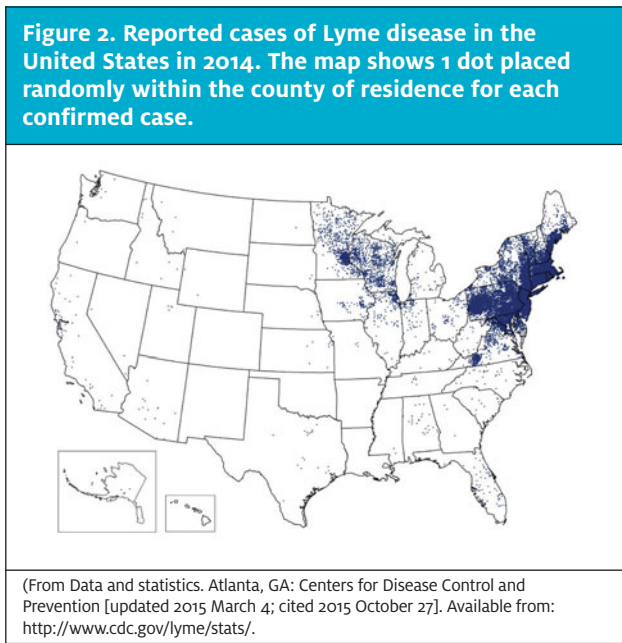 Figure 2. Reported cases of Lyme disease in the
United States in 2014. The map shows 1 dot placed
randomly within the county of residence for each
confirmed case.
(From Data and statistics. Atlanta, GA: Centers for Disease Control and
Prevention [updated 2015 March 4; cited 2015 October 27]. Available from:
http://www.cdc.gov/lyme/stats/.